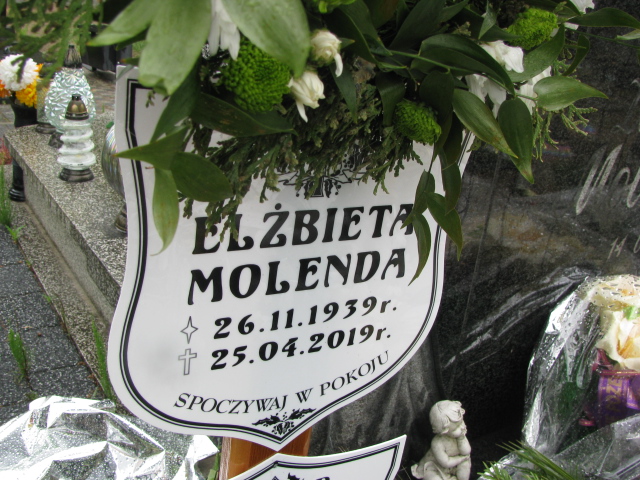 ELŻBIETA
MOLENDA
26.11.1939r.
25.04.2019r.
SPOCZYWAJ W POKOJU